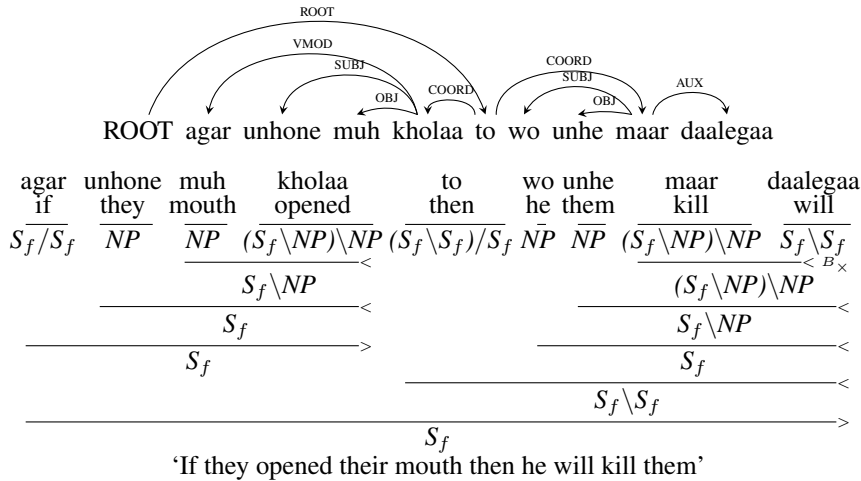 ROOT
VMOD
SUBJ
COORD
SUBJ
OBJ
COORD
OBJ
AUX
ROOT agar unhone muh kholaa to wo unhe maar daalegaa
agar unhone muh kholaa to wo unhe maar daalegaa
if they mouth opened then he them kill will
S_f/S_f NP NP (S_f\NP)\NP (S_f\S_f)/S_f NP NP (S_f\NP)\NP S_f\S_f
< < B×
S_f\NP (S_f\NP)\NP
< <
S_f S_f\NP
> <
S_f S_f
<
S_f\S_f
>
S_f
‘If they opened their mouth then he will kill them’